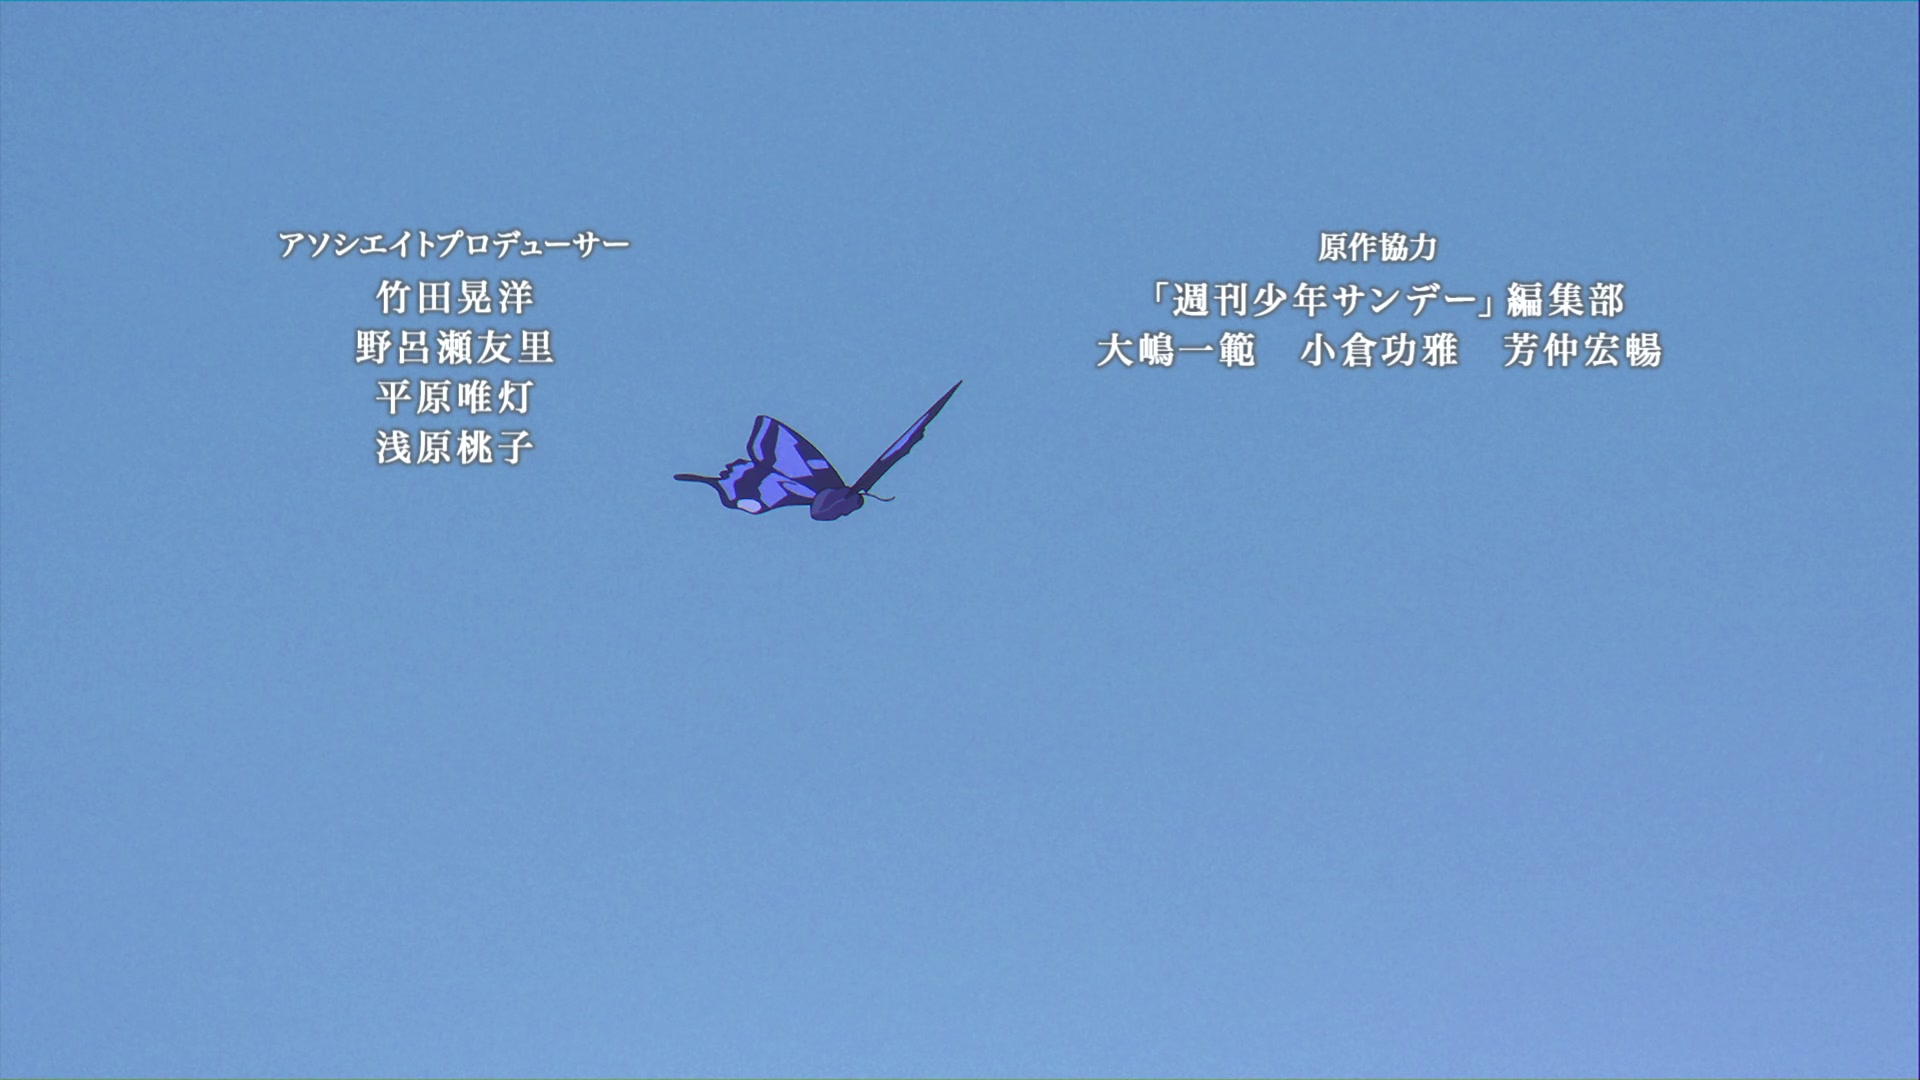 アソシエイトプロデューサー
竹田晃洋
野呂瀬友里
平原唯灯
浅原桃子
原作協力
「週刊少年サンデー」編集部
大嶋一範　小倉功雅　芳仲宏暢